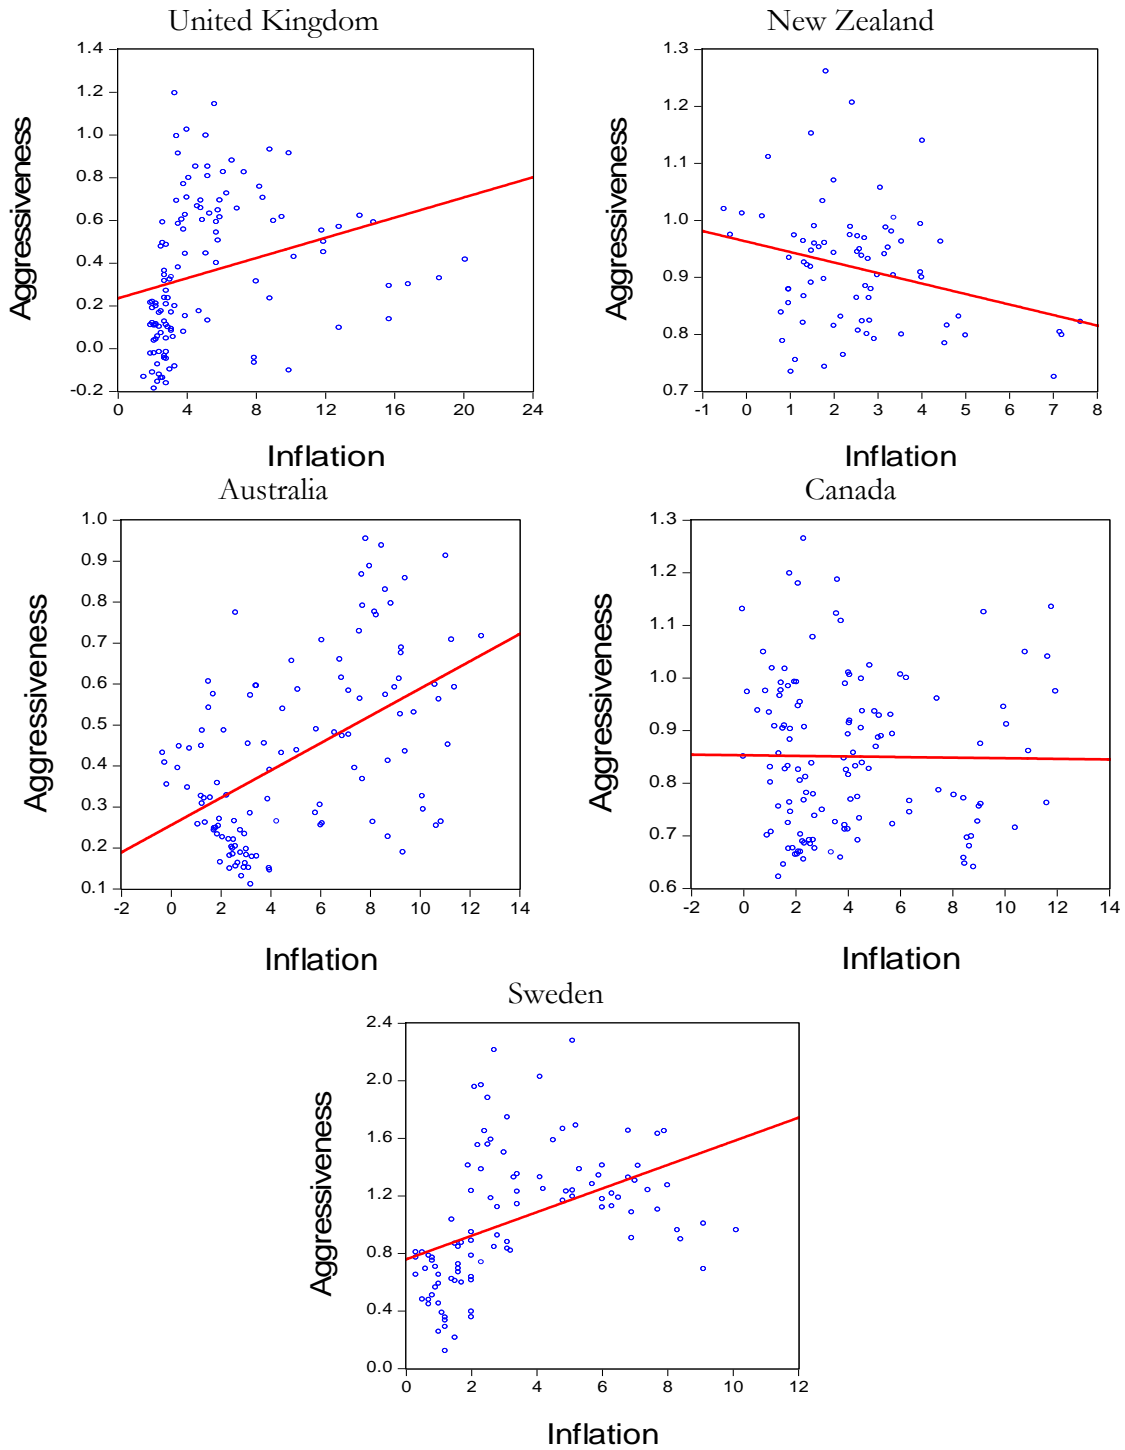 United Kingdom
Aggressiveness
1.4
1.2
1.0
0.8
0.6
0.4
0.2
0.0
-0.2
0 4 8 12 16 20 24
Inflation
New Zealand
Aggressiveness
1.3
1.2
1.1
1.0
0.9
0.8
0.7
-1 0 1 2 3 4 5 6 7 8
Inflation
Australia
Aggressiveness
1.0
0.9
0.8
0.7
0.6
0.5
0.4
0.3
0.2
0.1
-2 0 2 4 6 8 10 12 14
Inflation
Canada
Aggressiveness
1.3
1.2
1.1
1.0
0.9
0.8
0.7
0.6
-2 0 2 4 6 8 10 12 14
Inflation
Sweden
Aggressiveness
2.4
2.0
1.6
1.2
0.8
0.4
0.0
0 2 4 6 8 10 12
Inflation